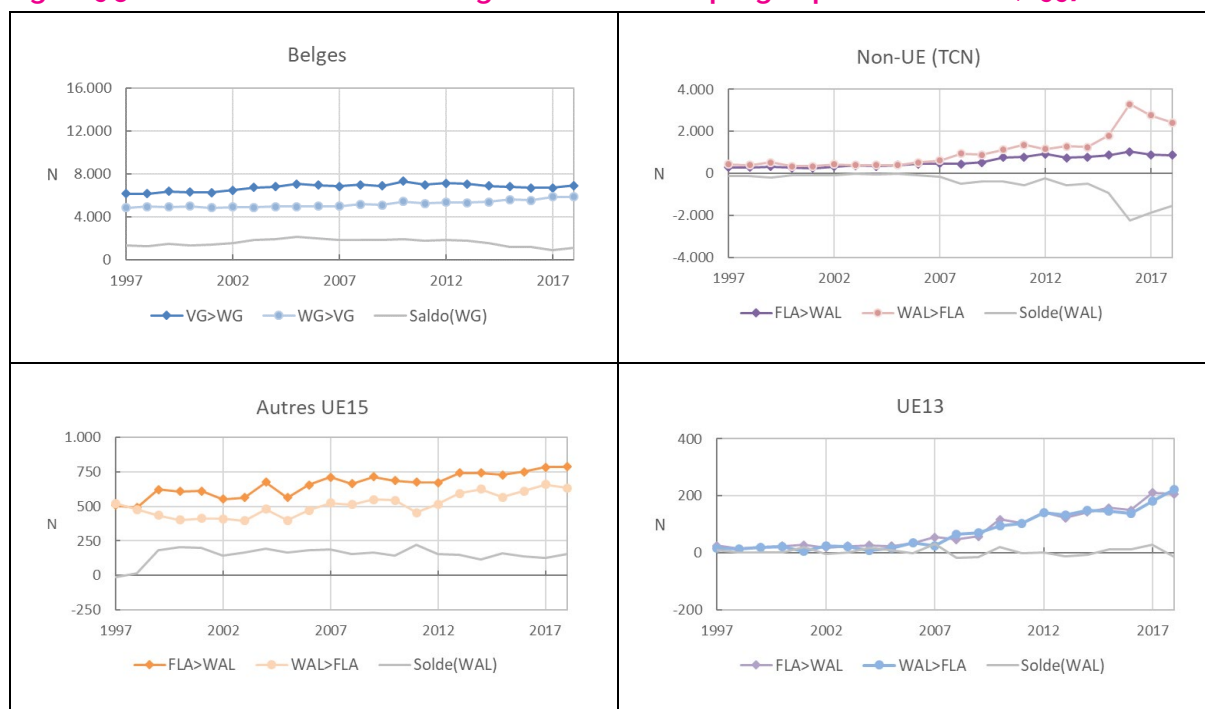 Belges
16.000
12.000
N
8.000
4.000
0
1997 2002 2007 2012 2017
VG>WG WG>VG Saldo(WG)
Non-UE (TCN)
4.000
2.000
N
0
-2.000
-4.000
1997 2002 2007 2012 2017
FLA>WAL WAL>FLA Solde(WAL)
Autres UE15
1.000
750
500
N
250
0
-250
1997 2002 2007 2012 2017
FLA>WAL WAL>FLA Solde(WAL)
UE13
400
200
N
0
-200
1997 2002 2007 2012 2017
FLA>WAL WAL>FLA Solde(WAL)